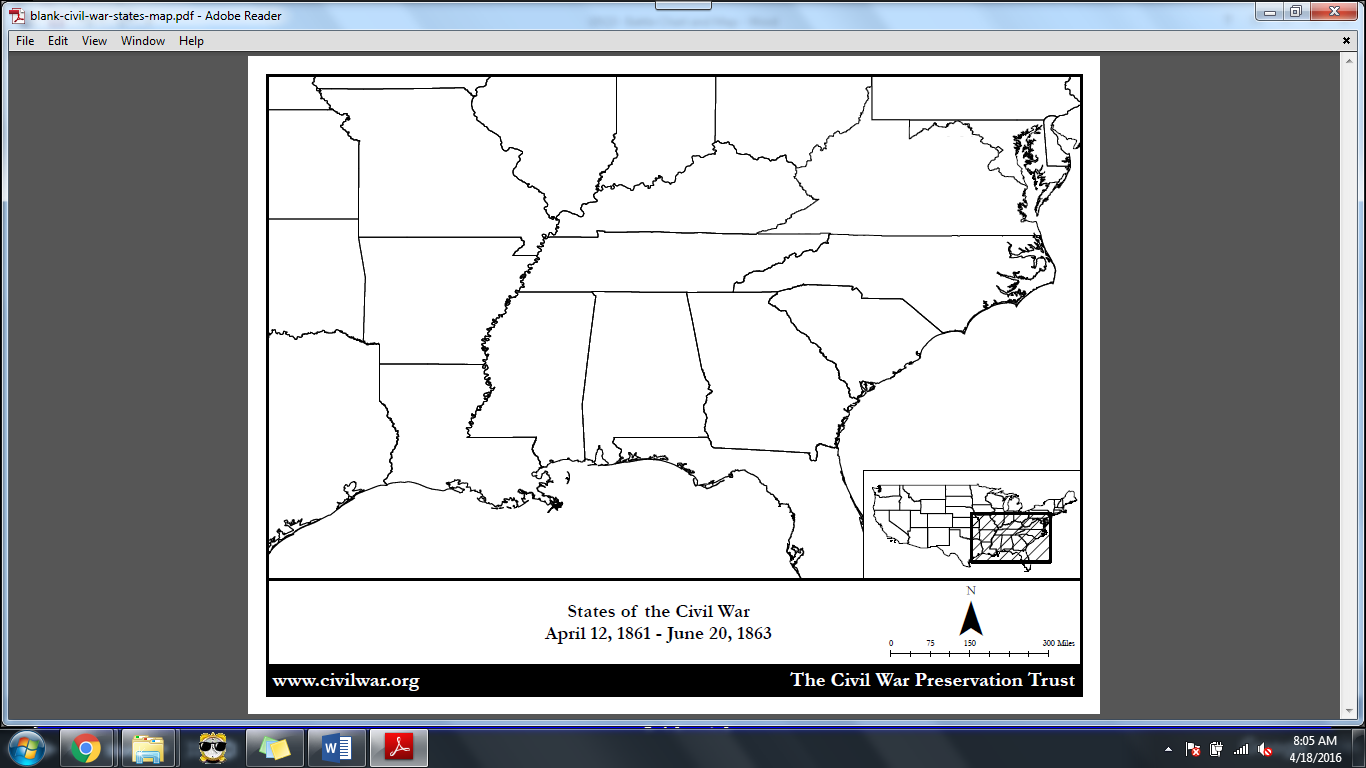 blank-civil-war-states-map.pdf - Adobe Reader
File Edit View Window Help
States of the Civil War
April 12, 1861 - June 20, 1863
N
0 75 150 300 Miles
www.civilwar.org The Civil War Preservation Trust
8:05 AM
4/18/2016